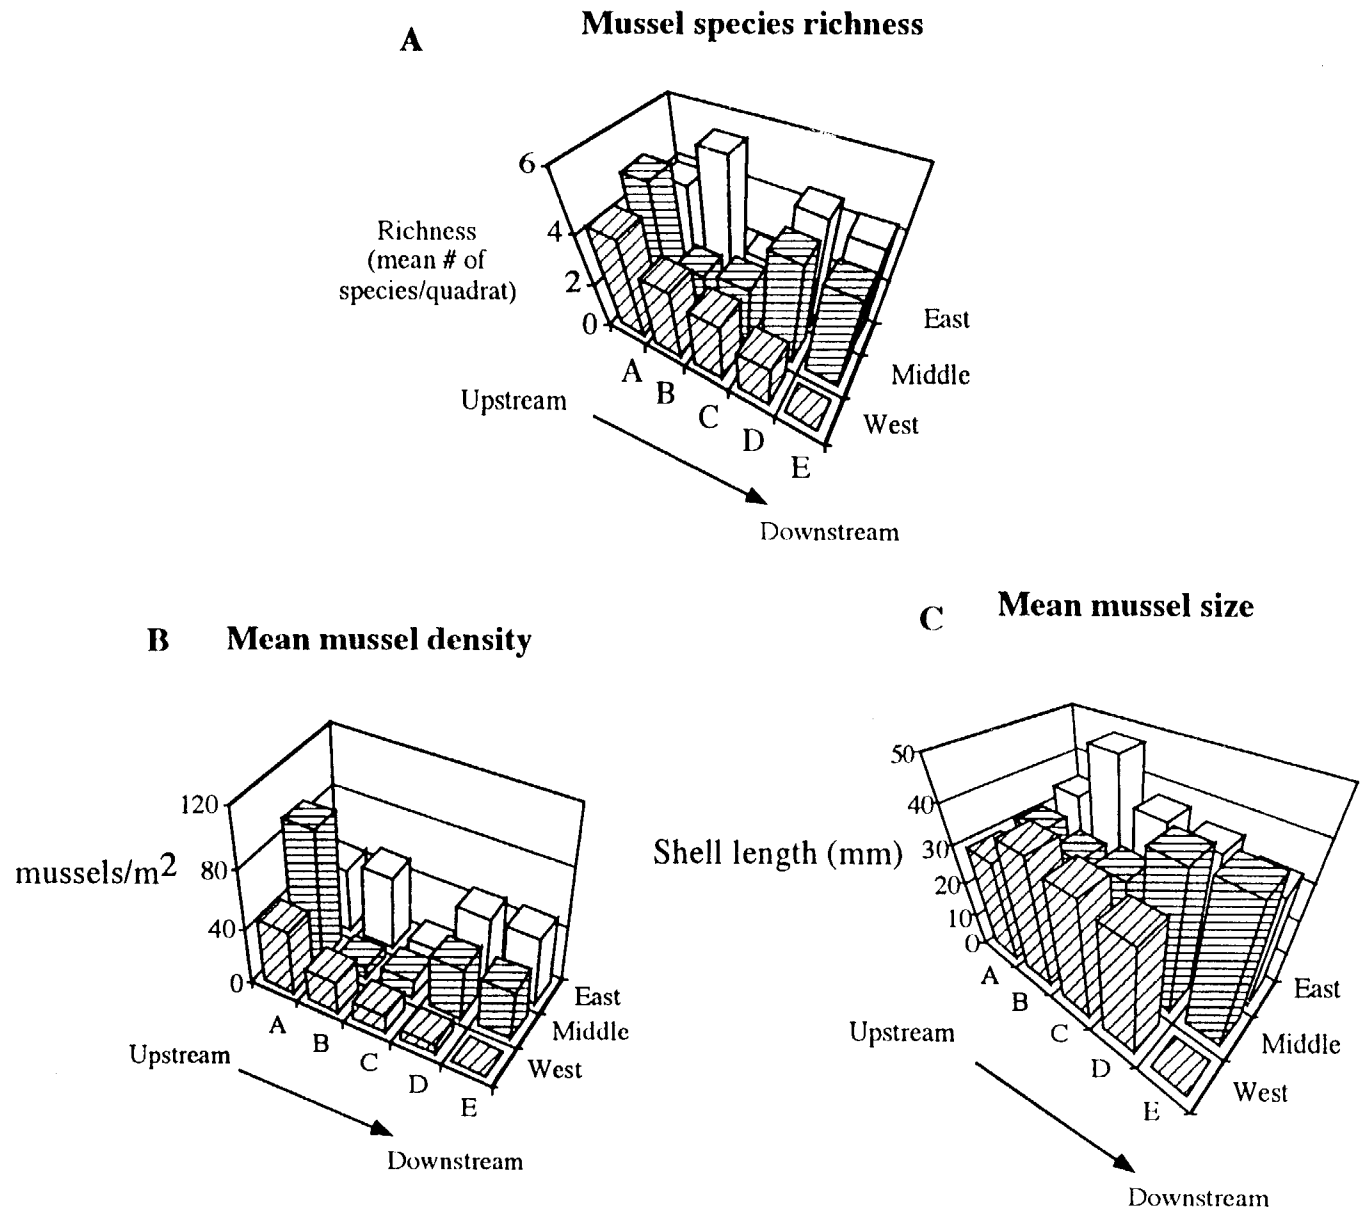 A
Mussel species richness
6
4
2
0
Richness
(mean # of
species/quadrat)
A
B
C
D
E
East
Middle
West
Upstream
Downstream
B
Mean mussel density
120
80
40
0
mussels/m2
A
B
C
D
E
East
Middle
West
Upstream
Downstream
C
Mean mussel size
50
40
30
20
10
0
Shell length (mm)
A
B
C
D
E
East
Middle
West
Upstream
Downstream